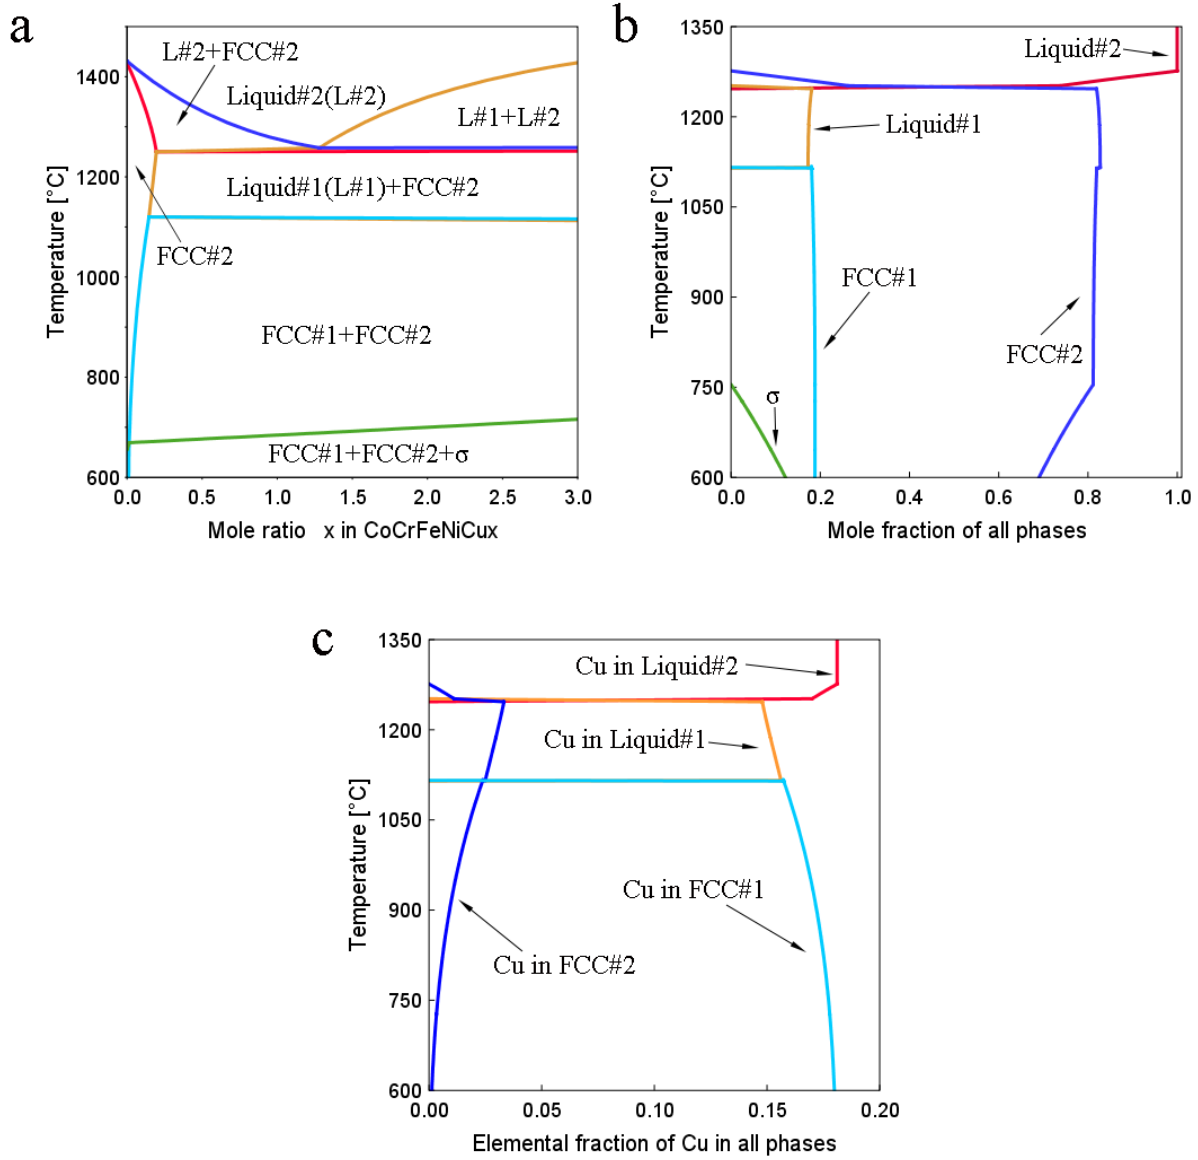 a
1400
1200
1000
800
600
Temperature [°C]
L#2+FCC#2
Liquid#2(L#2)
L#1+L#2
Liquid#1(L#1)+FCC#2
FCC#2
FCC#1+FCC#2
FCC#1+FCC#2+σ
0.0 0.5 1.0 1.5 2.0 2.5 3.0
Mole ratio x in CoCrFeNiCux
b
1350
1200
1050
900
750
600
Temperature [°C]
Liquid#2
Liquid#1
FCC#1
FCC#2
σ
0.0 0.2 0.4 0.6 0.8 1.0
Mole fraction of all phases
c
1350
1200
1050
900
750
600
Temperature [°C]
Cu in Liquid#2
Cu in Liquid#1
Cu in FCC#1
Cu in FCC#2
0.00 0.05 0.10 0.15 0.20
Elemental fraction of Cu in all phases